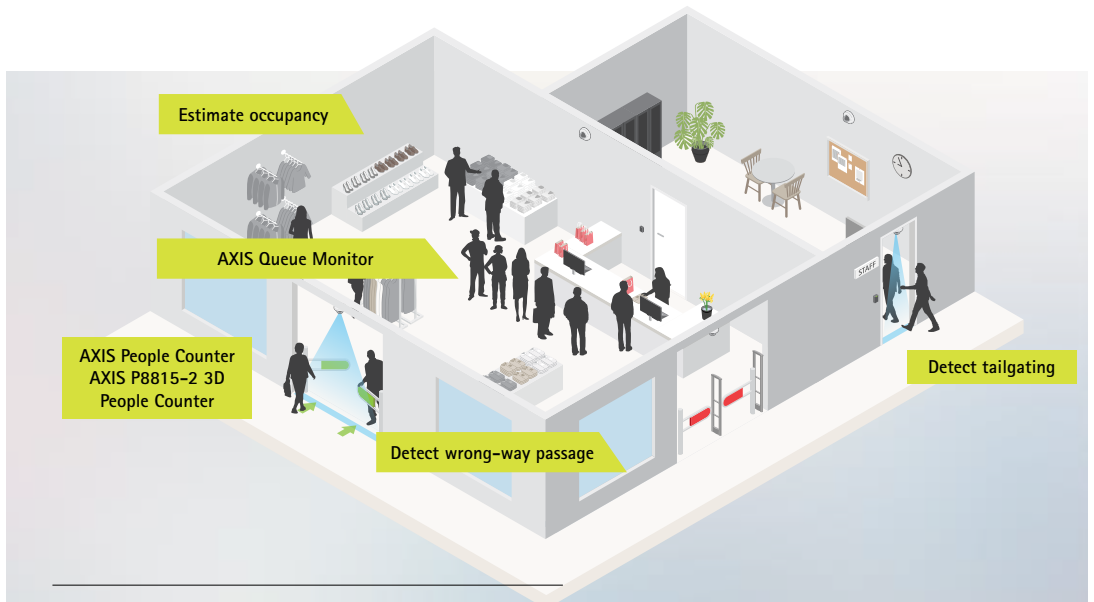 Estimate occupancy
AXIS Queue Monitor
AXIS People Counter
AXIS P8815-2 3D
People Counter
Detect wrong-way passage
STAFF
Detect tailgating